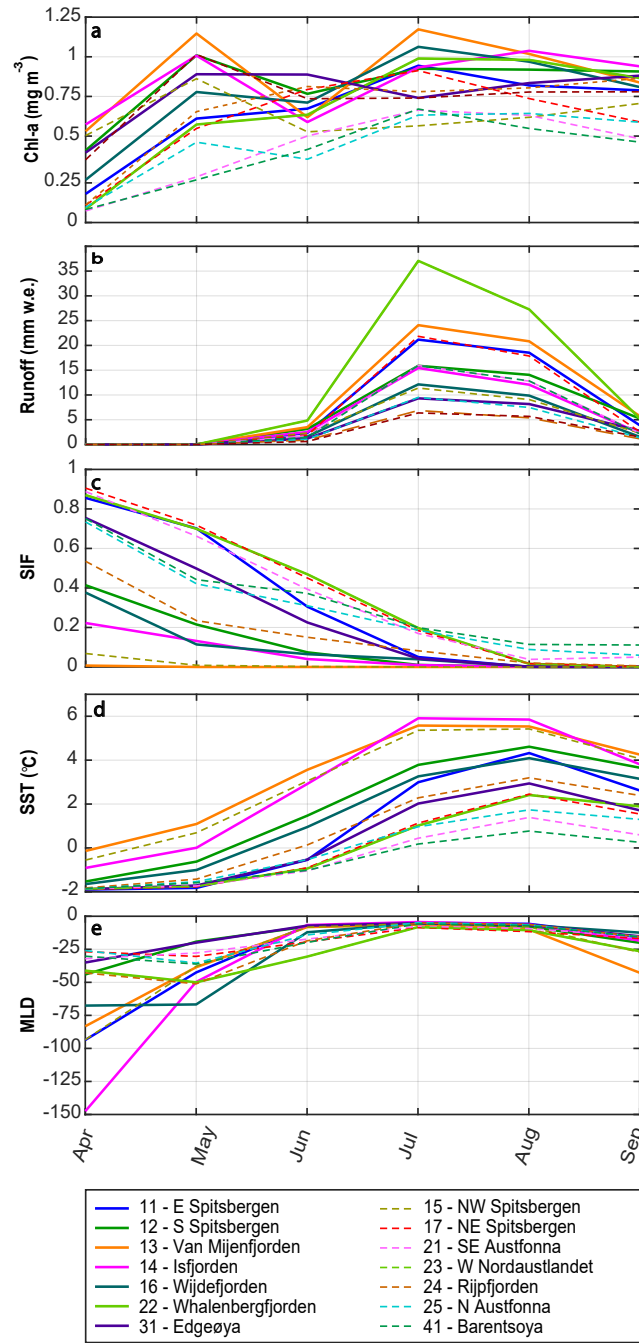 a
Chl-a (mg m-3)
1.25
1
0.75
0.5
0.25
0
b
Runoff (mm w.e.)
35
30
25
20
15
10
5
0
c
SIF
1
0.8
0.6
0.4
0.2
0
d
SST (°C)
6
4
2
0
-2
e
MLD
0
-25
-50
-75
-100
-125
-150
Apr May Jun Jul Aug Sep
11 - E Spitsbergen
12 - S Spitsbergen
13 - Van Mijenfjorden
14 - Isfjorden
16 - Wijdefjorden
22 - Whalenbergfjorden
31 - Edgeøya
15 - NW Spitsbergen
17 - NE Spitsbergen
21 - SE Austfonna
23 - W Nordaustlandet
24 - Rijpfjorden
25 - N Austfonna
41 - Barentsoya